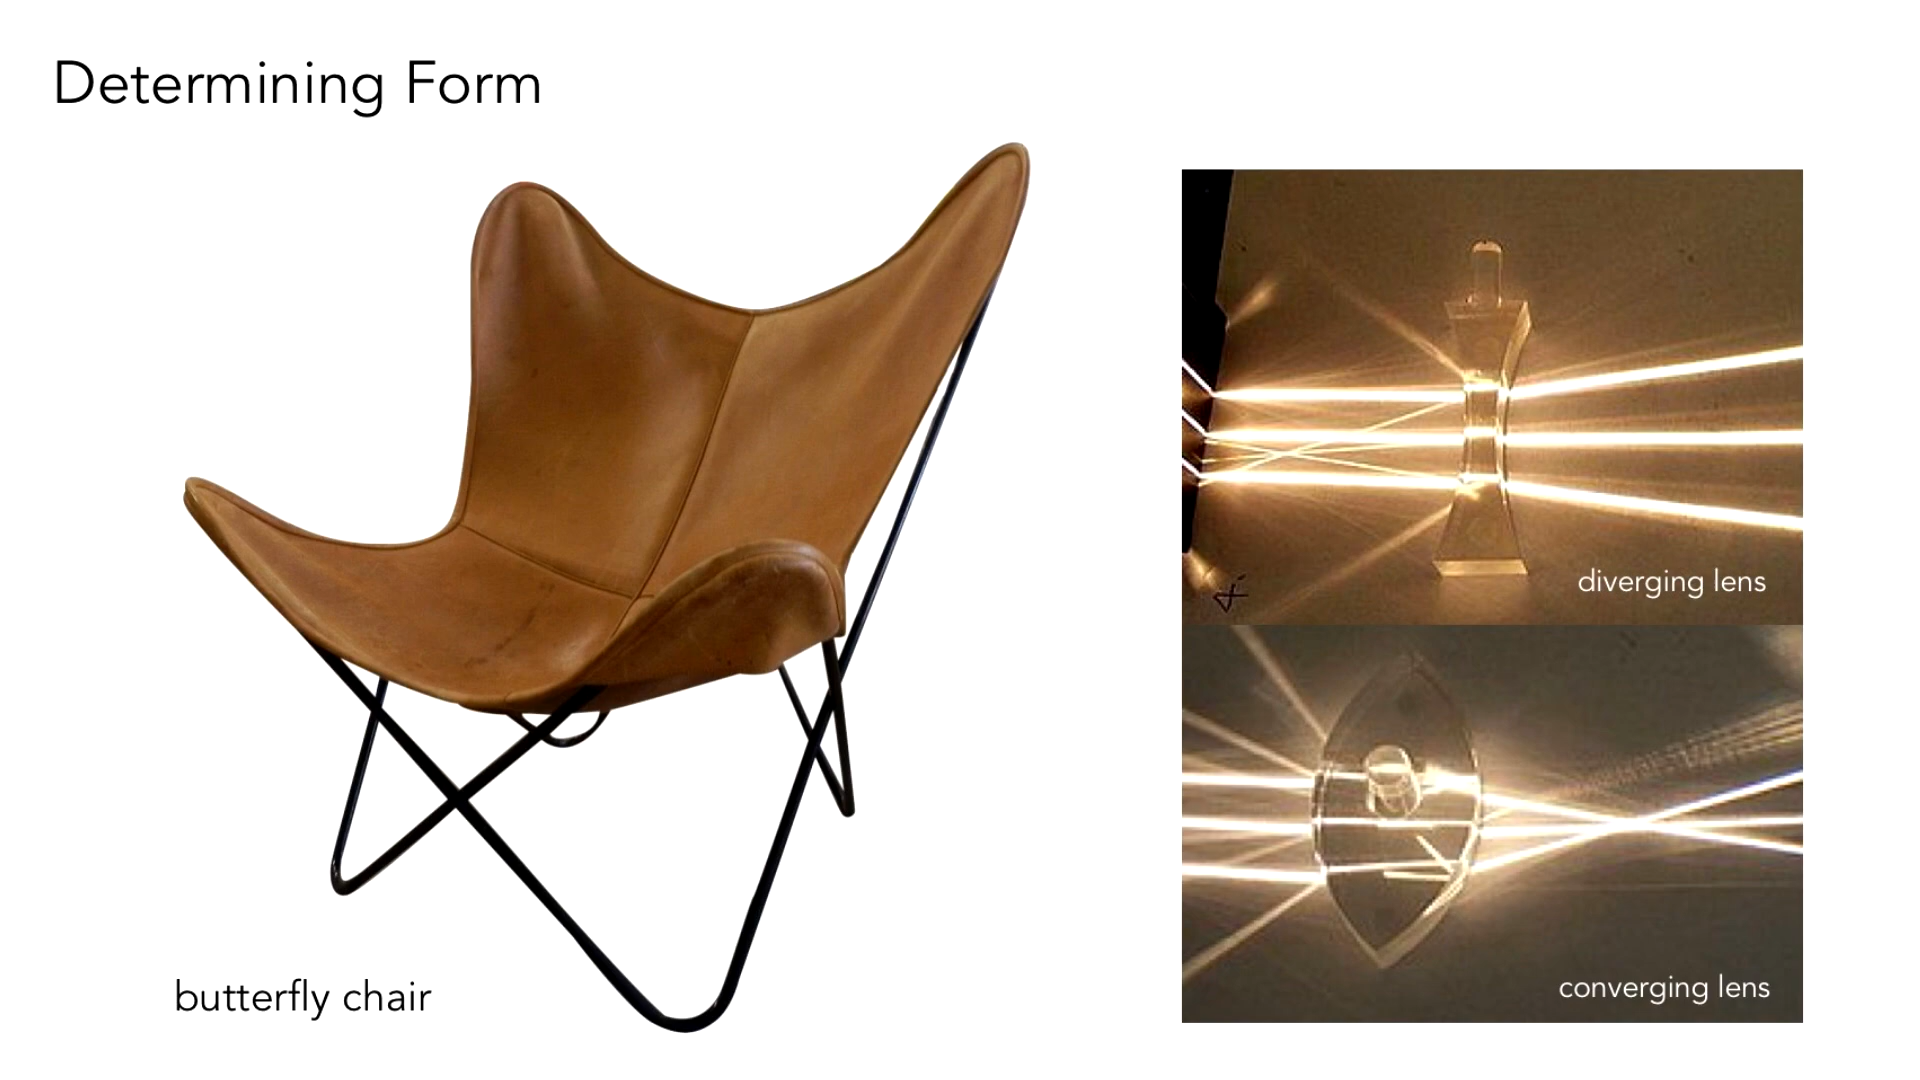 Determining Form
butterfly chair
diverging lens
converging lens